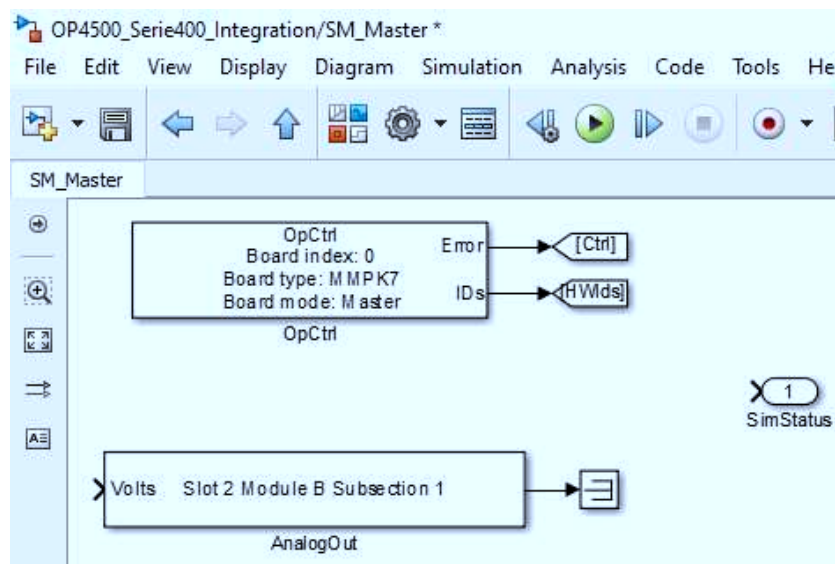 OP4500_Serie400_Integration/SM_Master *
File Edit View Display Diagram Simulation Analysis Code Tools He
SM_Master
OpCtrl
Board index: 0
Board type: MMPK7
Board mode: Master
Error
IDs
[Ctrl]
[HWIds]
OpCtrl
1
SimStatus
Volts Slot 2 Module B Subsection 1
AnalogOut